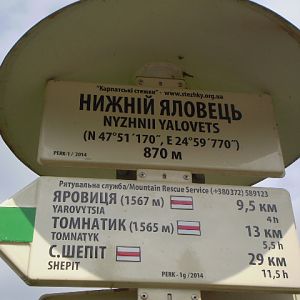 "Карпатські стежки" - www.stezhky.org.ua
НИЖНІЙ ЯЛОВЕЦЬ
NYZHNII YALOVETS
(N 47°51´170˝, E 24°59´770˝)
870 м
PERK-1 / 2014
Рятувальна служба/Mountain Rescue Service (+380372) 589123
ЯРОВИЦЯ (1567 м) 9,5 км
YAROVYTSIA 4 h
ТОМНАТИК (1565 м) 13 км
TOMNATYK 5,5 h
С.ШЕПІТ 29 км
SHEPIT 11,5 h
PERK - 1g / 2014